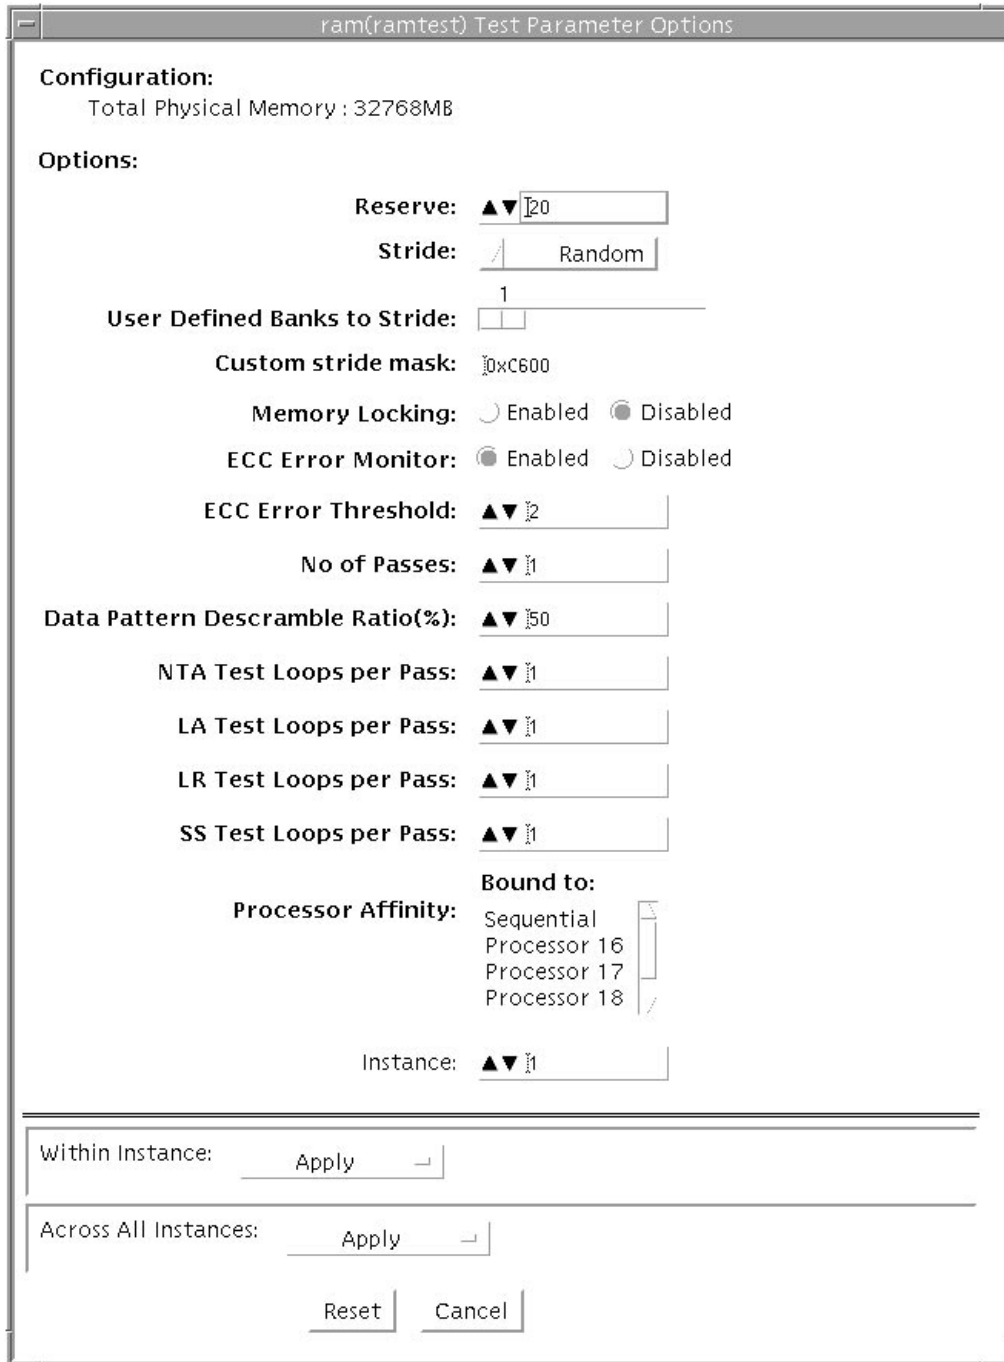 ram(ramtest) Test Parameter Options
Configuration:
Total Physical Memory : 32768MB
Options:
Reserve: 20
Stride: Random
1
User Defined Banks to Stride:
Custom stride mask: 0xC600
Memory Locking: Enabled Disabled
ECC Error Monitor: Enabled Disabled
ECC Error Threshold: 2
No of Passes: 1
Data Pattern Descramble Ratio(%): 50
NTA Test Loops per Pass: 1
LA Test Loops per Pass: 1
LR Test Loops per Pass: 1
SS Test Loops per Pass: 1
Bound to:
Processor Affinity: Sequential
Processor 16
Processor 17
Processor 18
Instance: 1
Within Instance: Apply
Across All Instances: Apply
Reset Cancel